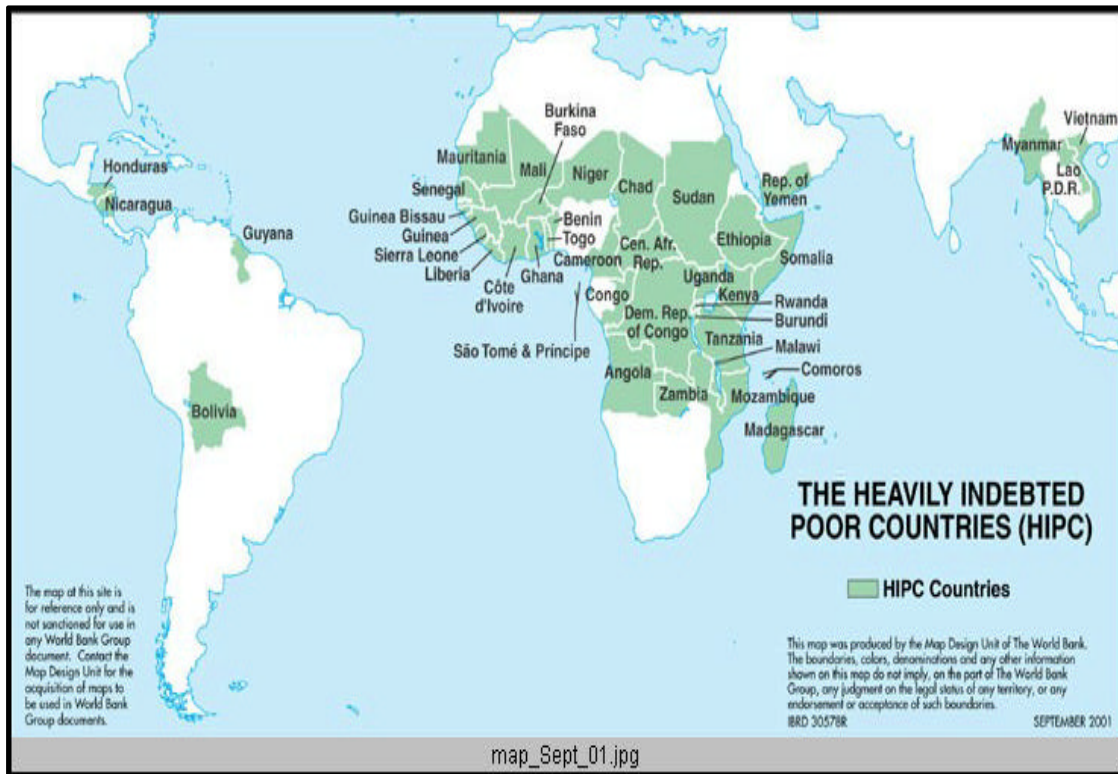 Burkina
Faso
Vietnam
Myanmar
Mauritania
Honduras
Mali
Niger
Lao
P.D.R.
Chad
Rep. of
Yemen
Senegal
Sudan
Nicaragua
Guinea Bissau
Benin
Guyana
Guinea
Togo
Ethiopia
Cen. Afr.
Rep.
Sierra Leone
Cameroon
Somalia
Liberia
Ghana
Uganda
Côte
d'Ivoire
Congo
Kenya
Rwanda
Dem. Rep.
of Congo
Burundi
Tanzania
São Tomé & Príncipe
Malawi
Angola
Comoros
Zambia
Mozambique
Bolivia
Madagascar
THE HEAVILY INDEBTED
POOR COUNTRIES (HIPC)
HIPC Countries
The map at this site is
for reference only and is
not sanctioned for use in
any World Bank Group
document. Contact the
Map Design Unit for the
acquisition of maps to
be used in World Bank
Group documents.
This map was produced by the Map Design Unit of The World Bank.
The boundaries, colors, denominations and any other information
shown on this map do not imply, on the part of The World Bank
Group, any judgment on the legal status of any territory, or any
endorsement or acceptance of such boundaries.
IBRD 30578R
SEPTEMBER 2001
map_Sept_01.jpg